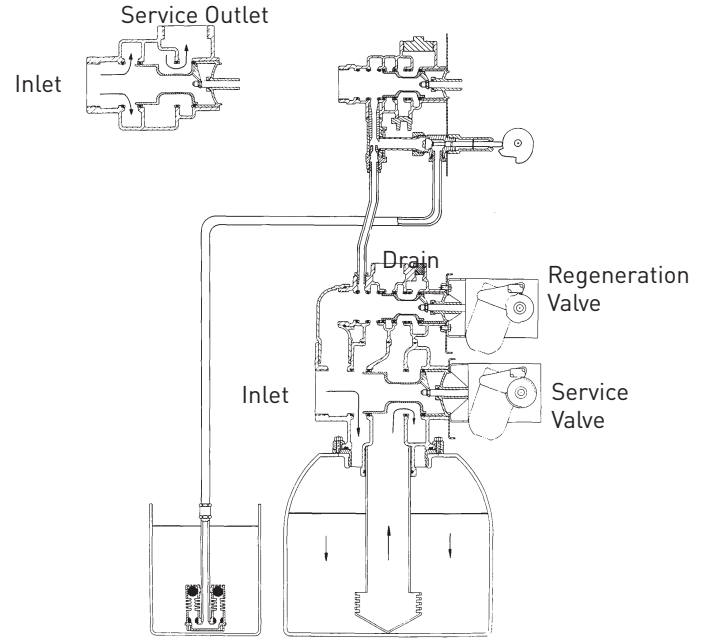 Service Outlet
Inlet
Drain
Regeneration
Valve
Inlet
Service
Valve